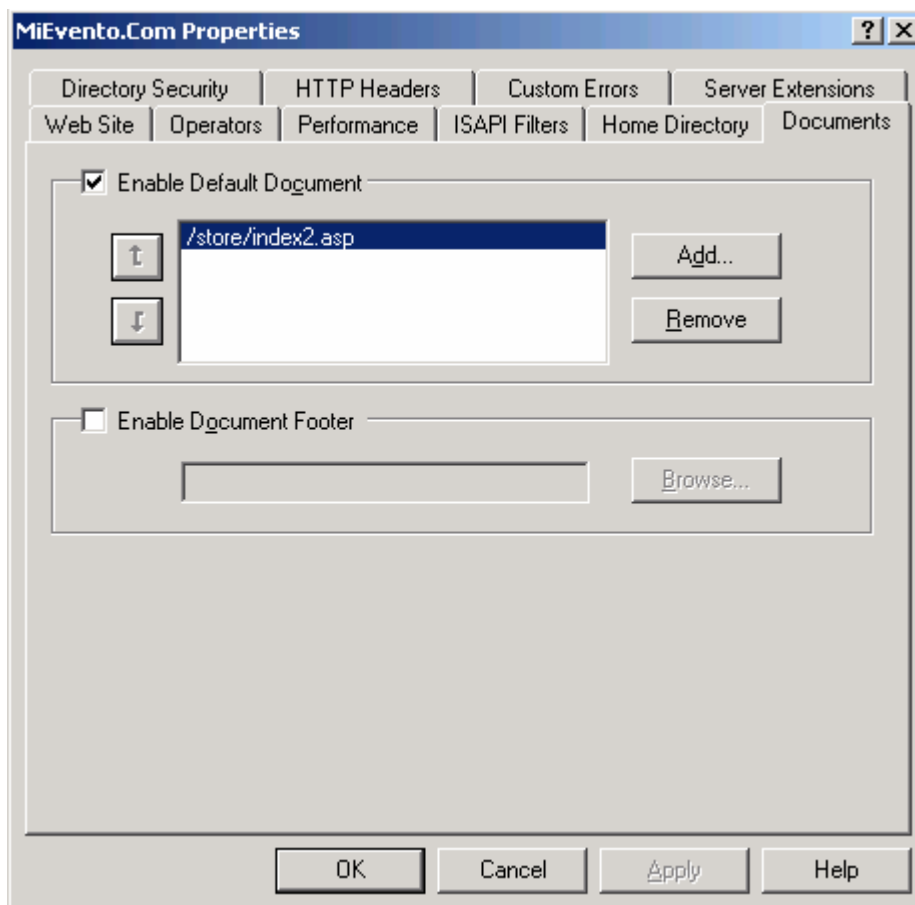 MiEvento.Com Properties
Directory Security HTTP Headers Custom Errors Server Extensions
Web Site Operators Performance ISAPI Filters Home Directory Documents
Enable Default Document
/store/index2.asp
Add...
Remove
Enable Document Footer
Browse...
OK Cancel Apply Help